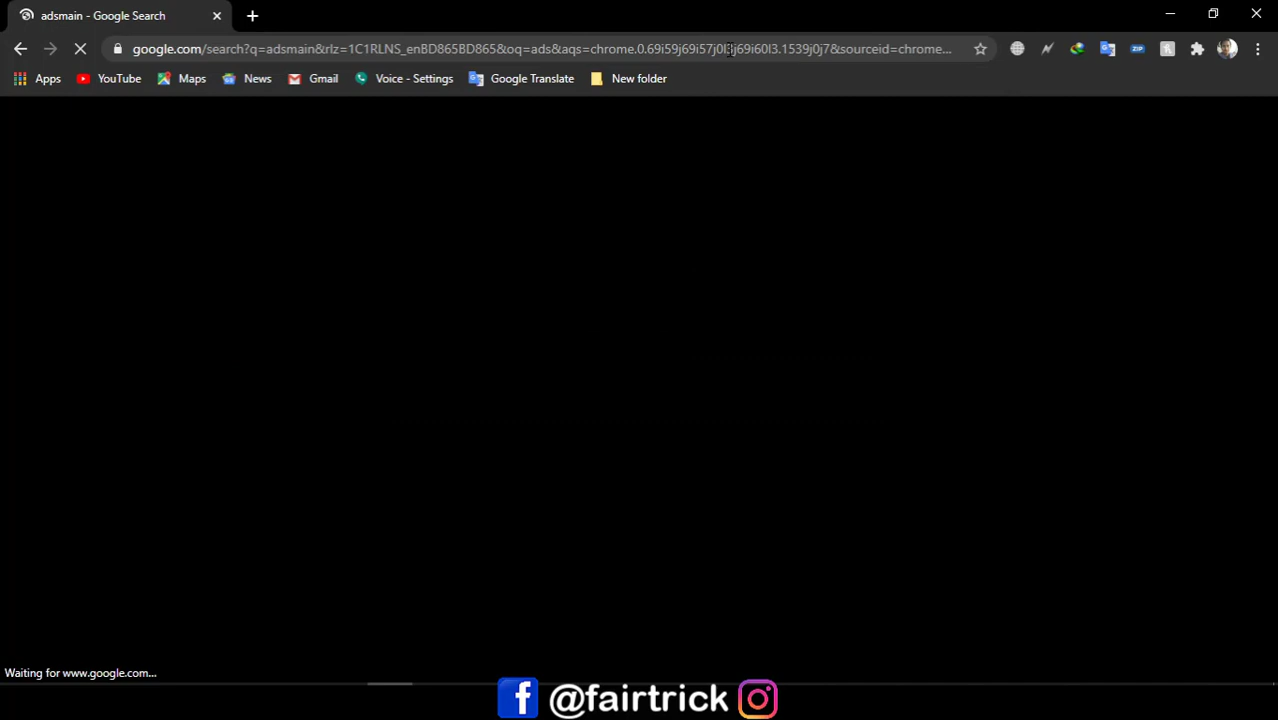 adsmain - Google Search
google.com/search?q=adsmain&rlz=1C1RLNS_enBD865BD865&oq=ads&aqs=chrome.0.69i59j69i57j0l3j69i60l3.1539j0j7&sourceid=chrome...
Apps YouTube Maps News Gmail Voice - Settings Google Translate New folder
Waiting for www.google.com...
@fairtrick